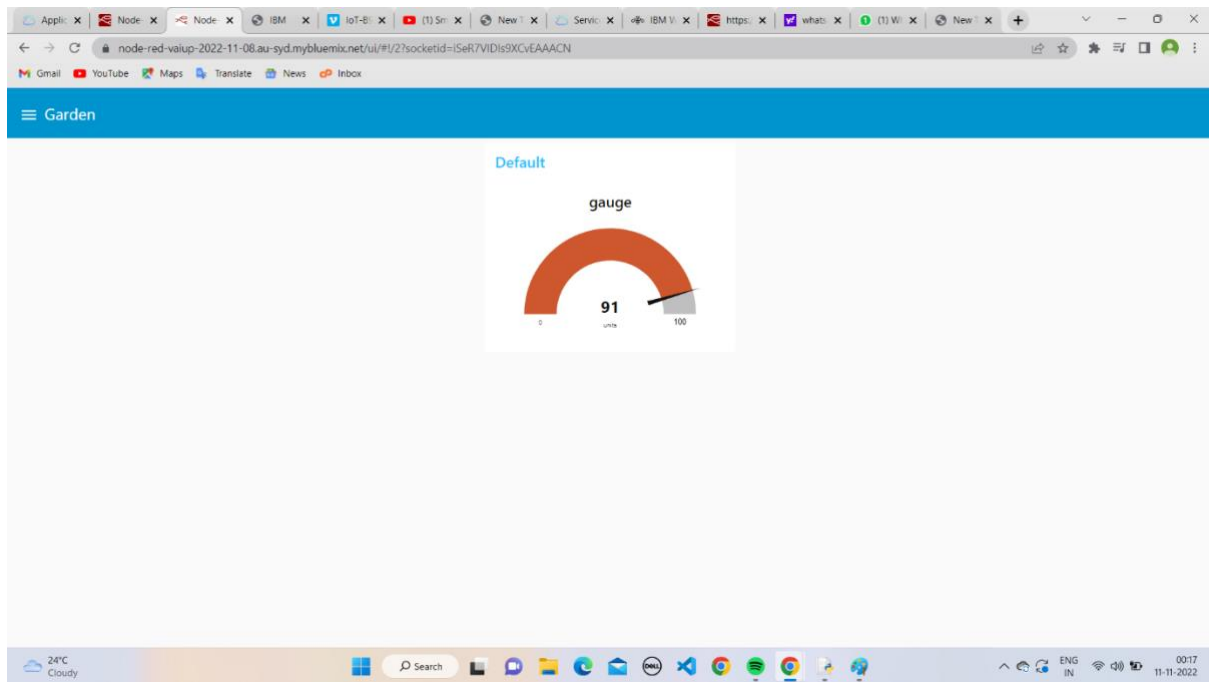 Applic
Node-
Node-
IBM
IoT-B
(1) Sm
New T
Servic
IBM W
https:/
whats
(1) W
New T
node-red-vaiup-2022-11-08.au-syd.mybluemix.net/ui/#!/2?socketid=iSeR7VIDIs9XCvEAAACN
Gmail YouTube Maps Translate News Inbox
Garden
Default
gauge
91
units
0 100
24°C
Cloudy
Search
DELL
ENG
IN
00:17
11-11-2022